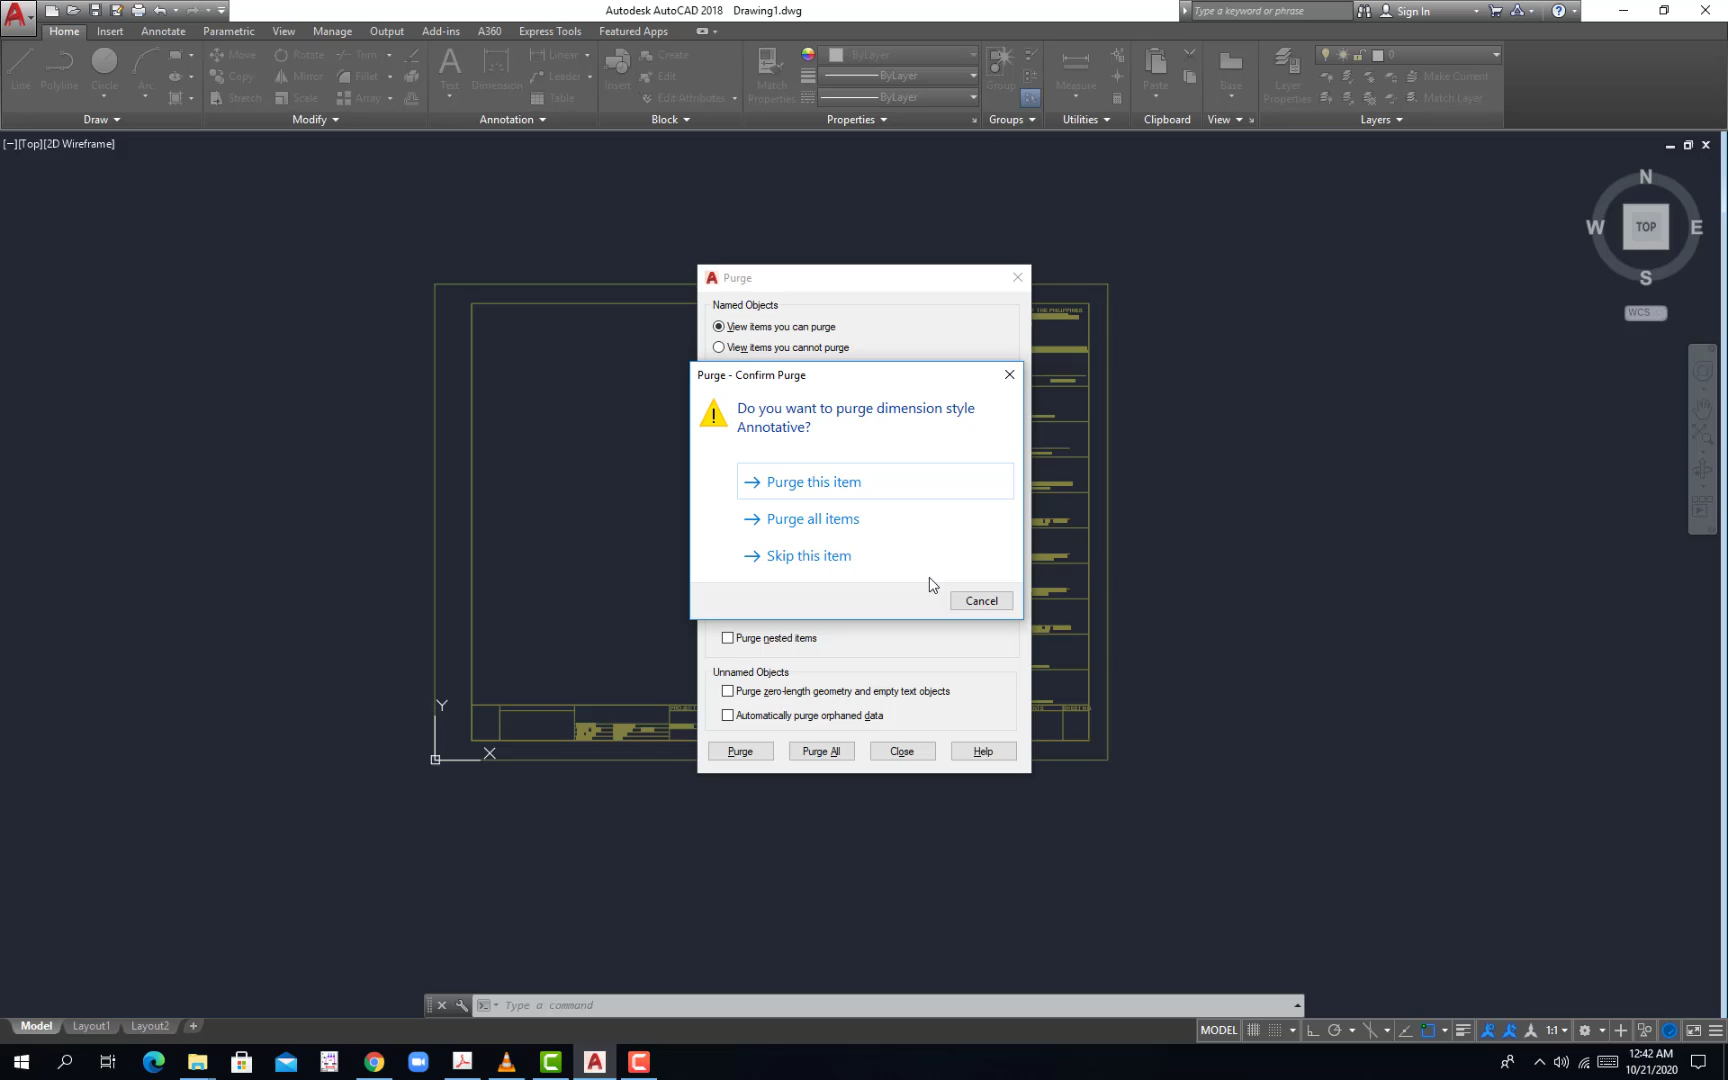 Autodesk AutoCAD 2018 Drawing1.dwg
Type a keyword or phrase
Sign In
Home Insert Annotate Parametric View Manage Output Add-ins A360 Express Tools Featured Apps
Line Polyline Circle Arc
Move Rotate Trim
Copy Mirror Fillet
Stretch Scale Array
Text Dimension
Linear
Leader
Table
Insert
Create
Edit
Edit Attributes
Match Properties
ByLayer
ByLayer
ByLayer
Group
Measure
Paste
Base
Layer Properties
0
Make Current
Match Layer
Draw Modify Annotation Block Properties Groups Utilities Clipboard View Layers
[−][Top][2D Wireframe]
N
W TOP E
S
WCS
Purge
Named Objects
View items you can purge
View items you cannot purge
THE PHILIPPINES
Purge - Confirm Purge
Do you want to purge dimension style
Annotative?
Purge this item
Purge all items
Skip this item
Cancel
Purge nested items
Unnamed Objects
Purge zero-length geometry and empty text objects
Automatically purge orphaned data
Purge Purge All Close Help
Y
X
Type a command
Model Layout1 Layout2 +
MODEL
1:1
12:42 AM
10/21/2020